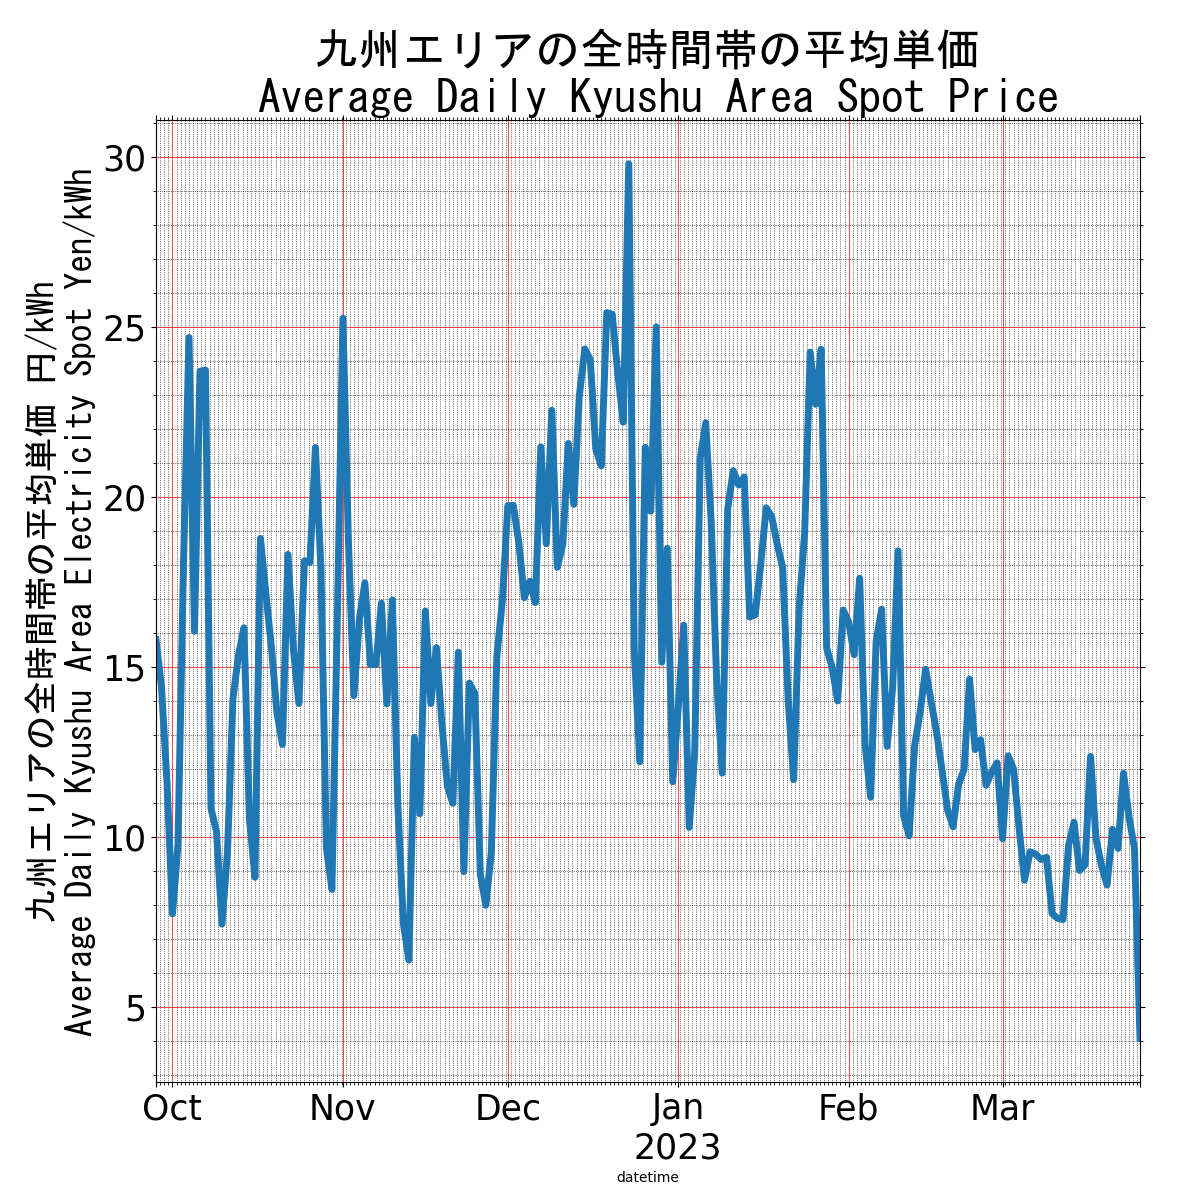 九州エリアの全時間帯の平均単価
Average Daily Kyushu Area Spot Price
九州エリアの全時間帯の平均単価 円/kWh
Average Daily Kyushu Area Electricity Spot Yen/kWh
30
25
20
15
10
5
Oct
Nov
Dec
Jan
2023
Feb
Mar
datetime